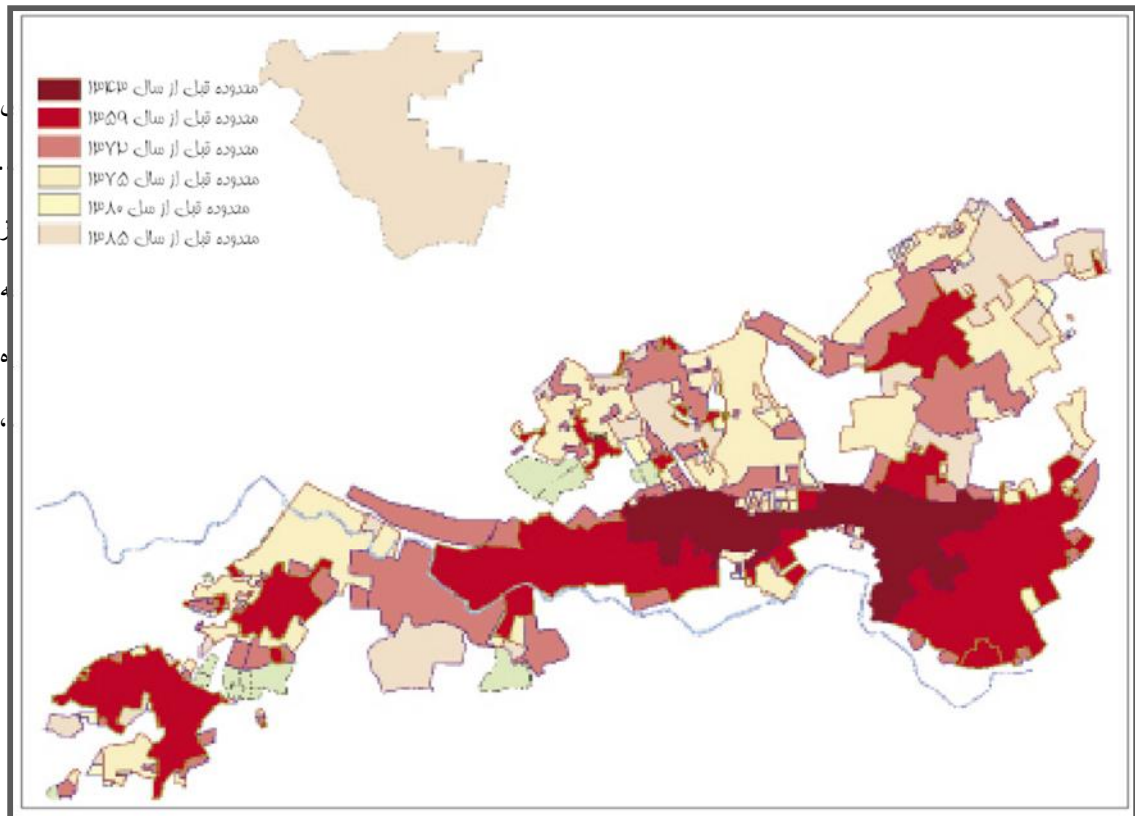 محدوده قبل از سال ۱۳۴۳
محدوده قبل از سال ۱۳۵۹
محدوده قبل از سال ۱۳۷۲
محدوده قبل از سال ۱۳۷۵
محدوده قبل از سل ۱۳۸۰
محدوده قبل از سال ۱۳۸۵